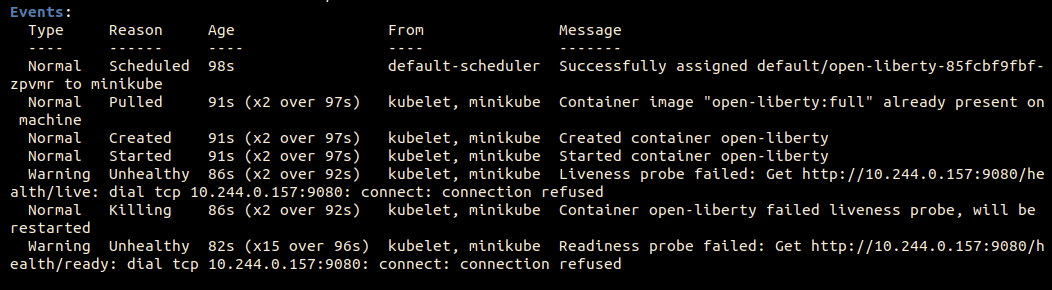 Events:
Type Reason Age From Message
---- ------ ---- ---- -------
Normal Scheduled 98s default-scheduler Successfully assigned default/open-liberty-85fcbf9fbf-
zpvmr to minikube
Normal Pulled 91s (x2 over 97s) kubelet, minikube Container image "open-liberty:full" already present on
machine
Normal Created 91s (x2 over 97s) kubelet, minikube Created container open-liberty
Normal Started 91s (x2 over 97s) kubelet, minikube Started container open-liberty
Warning Unhealthy 86s (x2 over 92s) kubelet, minikube Liveness probe failed: Get http://10.244.0.157:9080/he
alth/live: dial tcp 10.244.0.157:9080: connect: connection refused
Normal Killing 86s (x2 over 92s) kubelet, minikube Container open-liberty failed liveness probe, will be
restarted
Warning Unhealthy 82s (x15 over 96s) kubelet, minikube Readiness probe failed: Get http://10.244.0.157:9080/h
ealth/ready: dial tcp 10.244.0.157:9080: connect: connection refused